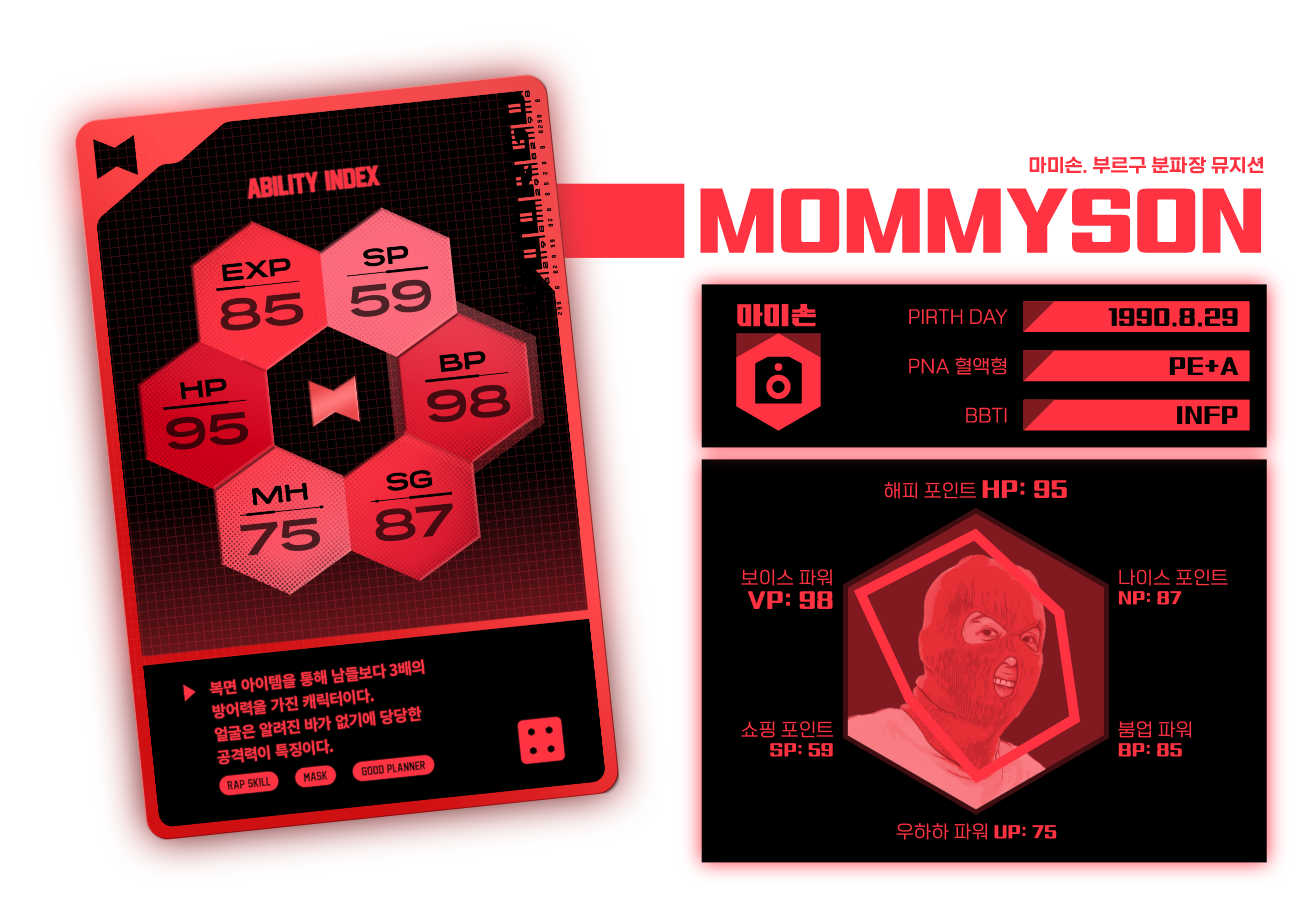 ABILITY INDEX
EXP
85
SP
59
HP
95
BP
98
MH
75
SG
87
복면 아이템을 통해 남들보다 3배의
방어력을 가진 캐릭터이다.
얼굴은 알려진 바가 없기에 당당한
공격력이 특징이다.
RAP SKILL MASK GOOD PLANNER
마미손. 부르구 분파장 뮤지션
MOMMYSON
마미손
PIRTH DAY 1990.8.29
PNA 혈액형 PE+A
BBTI INFP
해피 포인트 HP: 95
보이스 파워
VP: 98
나이스 포인트
NP: 87
쇼핑 포인트
SP: 59
붐업 파워
BP: 85
우하하 파워 UP: 75